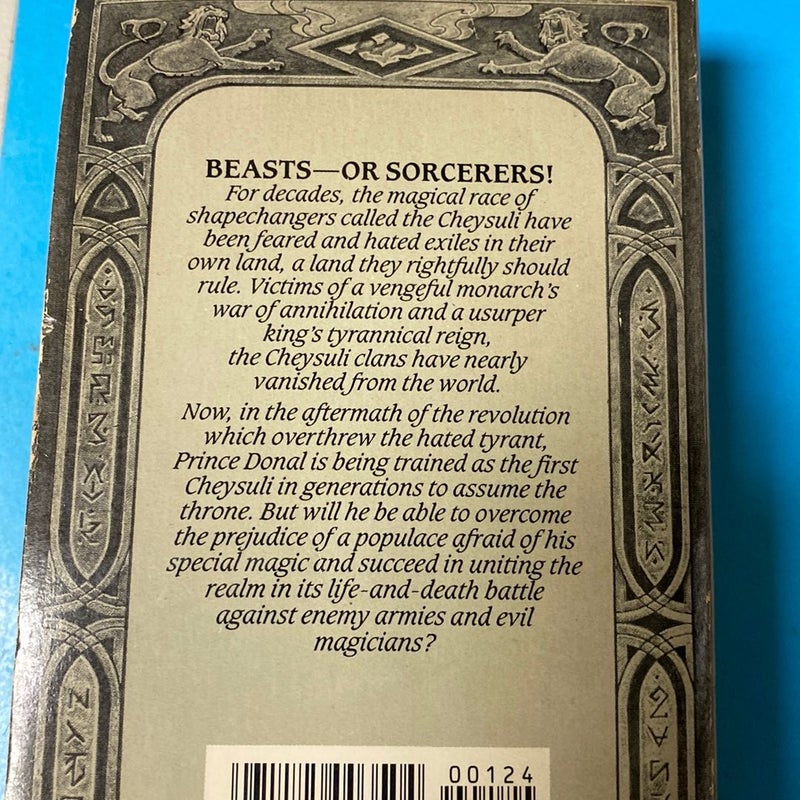 BEASTS—OR SORCERERS!
For decades, the magical race of
shapechangers called the Cheysuli have
been feared and hated exiles in their
own land, a land they rightfully should
rule. Victims of a vengeful monarch's
war of annihilation and a usurper
king's tyrannical reign,
the Cheysuli clans have nearly
vanished from the world.
Now, in the aftermath of the revolution
which overthrew the hated tyrant,
Prince Donal is being trained as the first
Cheysuli in generations to assume the
throne. But will he be able to overcome
the prejudice of a populace afraid of his
special magic and succeed in uniting the
realm in its life-and-death battle
against enemy armies and evil
magicians?
00124